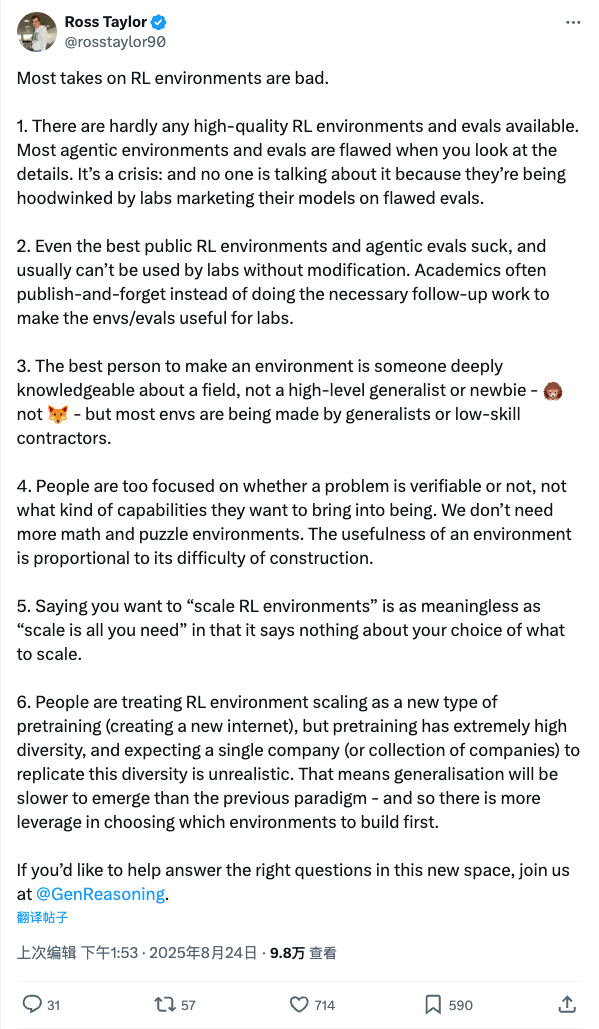 Ross Taylor
@rosstaylor90
Most takes on RL environments are bad.
1. There are hardly any high-quality RL environments and evals available.
Most agentic environments and evals are flawed when you look at the
details. It’s a crisis: and no one is talking about it because they’re being
hoodwinked by labs marketing their models on flawed evals.
2. Even the best public RL environments and agentic evals suck, and
usually can’t be used by labs without modification. Academics often
publish-and-forget instead of doing the necessary follow-up work to
make the envs/evals useful for labs.
3. The best person to make an environment is someone deeply
knowledgeable about a field, not a high-level generalist or newbie - 🦔
not 🦊 - but most envs are being made by generalists or low-skill
contractors.
4. People are too focused on whether a problem is verifiable or not, not
what kind of capabilities they want to bring into being. We don’t need
more math and puzzle environments. The usefulness of an environment
is proportional to its difficulty of construction.
5. Saying you want to “scale RL environments” is as meaningless as
“scale is all you need” in that it says nothing about your choice of what
to scale.
6. People are treating RL environment scaling as a new type of
pretraining (creating a new internet), but pretraining has extremely high
diversity, and expecting a single company (or collection of companies) to
replicate this diversity is unrealistic. That means generalisation will be
slower to emerge than the previous paradigm - and so there is more
leverage in choosing which environments to build first.
If you’d like to help answer the right questions in this new space, join us
at @GenReasoning.
翻译帖子
上次编辑 下午1:53 · 2025年8月24日 · 9.8万 查看
31 57 714 590